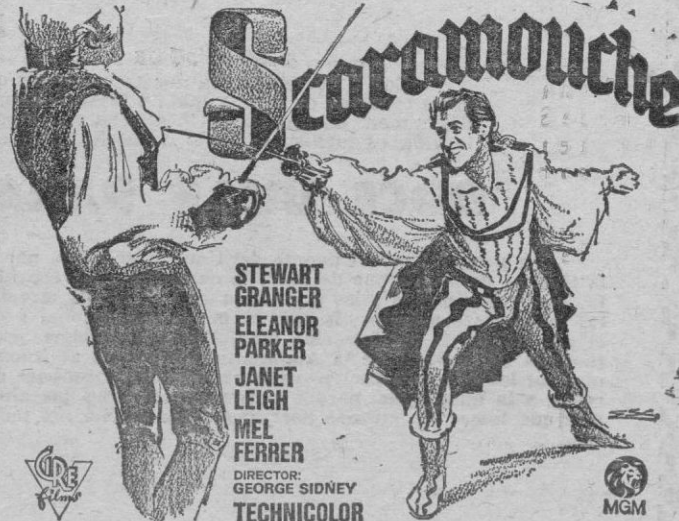 Scaramouche
STEWART
GRANGER
ELEANOR
PARKER
JANET
LEIGH
MEL
FERRER
DIRECTOR:
GEORGE SIDNEY
TECHNICOLOR
CIRE
films
MGM